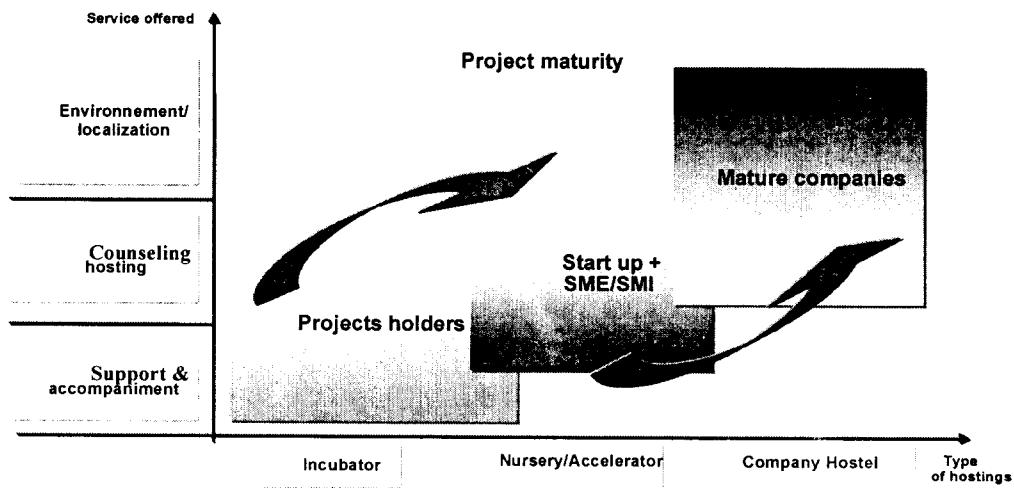 Service offered
Project maturity
Environnement/
localization
Mature companies
Counseling
hosting
Start up +
SME/SMI
Projects holders
Support &
accompaniment
Incubator
Nursery/Accelerator
Company Hostel
Type
of hostings